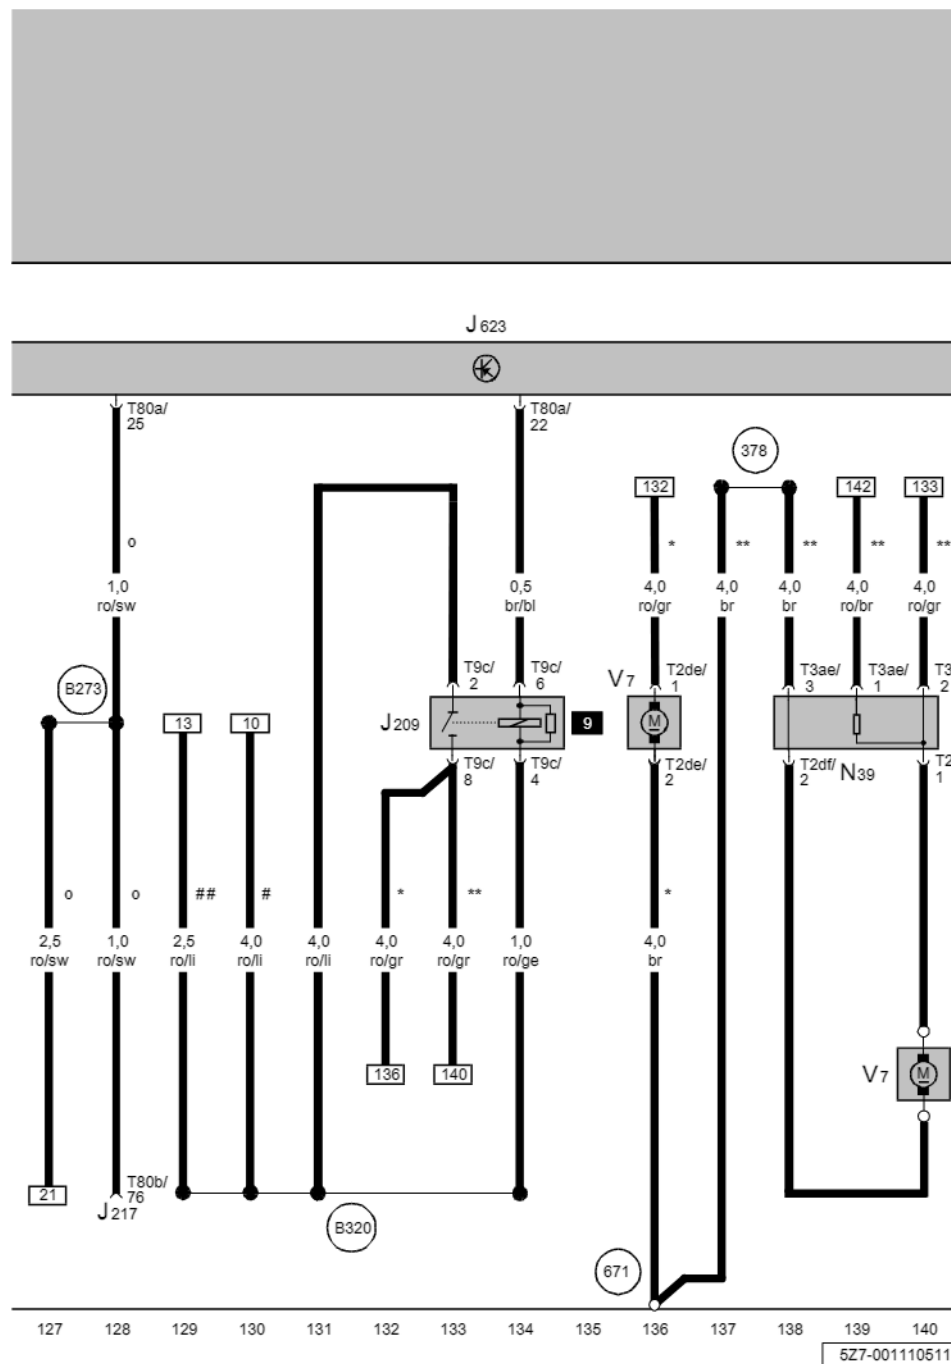 J 623
T80a/
25
T80a/
22
378
132
142
133
o
*
**
**
**
**
1,0
ro/sw
0,5
br/bl
4,0
ro/gr
4,0
br
4,0
br
4,0
ro/br
4,0
ro/gr
B273
T9c/
2
T9c/
6
V7
T2de/
1
T3ae/
3
T3ae/
1
T3
2
13
10
J209
9
M
T9c/
8
T9c/
4
T2de/
2
T2df/
2
N39
T2
1
o
o
##
#
*
**
*
2,5
ro/sw
1,0
ro/sw
2,5
ro/li
4,0
ro/li
4,0
ro/li
4,0
ro/gr
4,0
ro/gr
1,0
ro/ge
4,0
br
136
140
V7
M
21
T80b/
76
J217
B320
671
127 128 129 130 131 132 133 134 135 136 137 138 139 140
5Z7-001110511